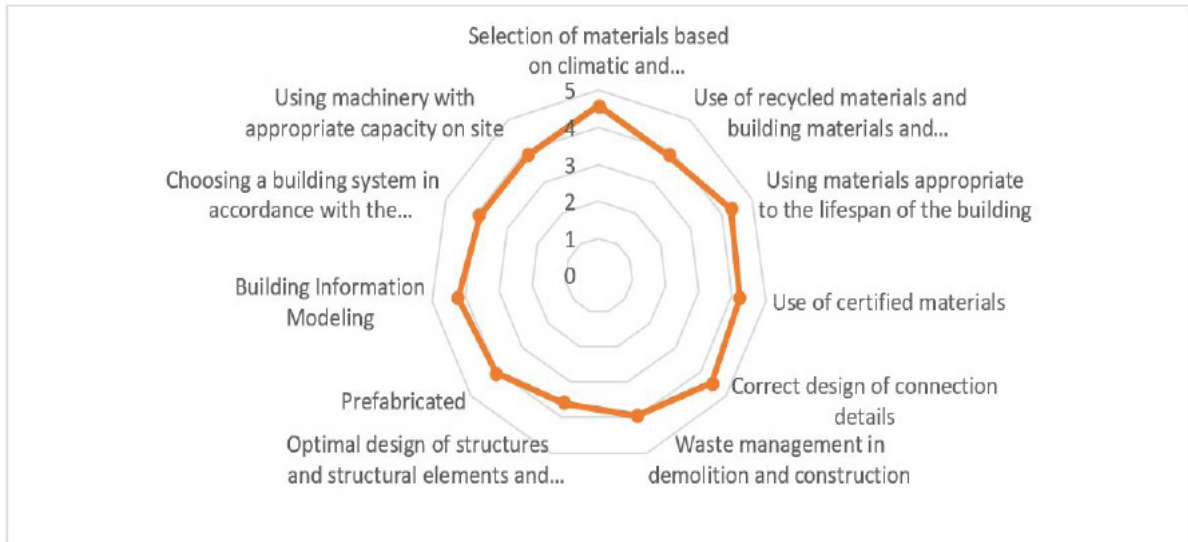 Selection of materials based
on climatic and...
Use of recycled materials and
building materials and...
Using materials appropriate
to the lifespan of the building
Use of certified materials
Correct design of connection
details
Waste management in
demolition and construction
Optimal design of structures
and structural elements and...
Prefabricated
Building Information
Modeling
Choosing a building system in
accordance with the...
Using machinery with
appropriate capacity on site
5
4
3
2
1
0